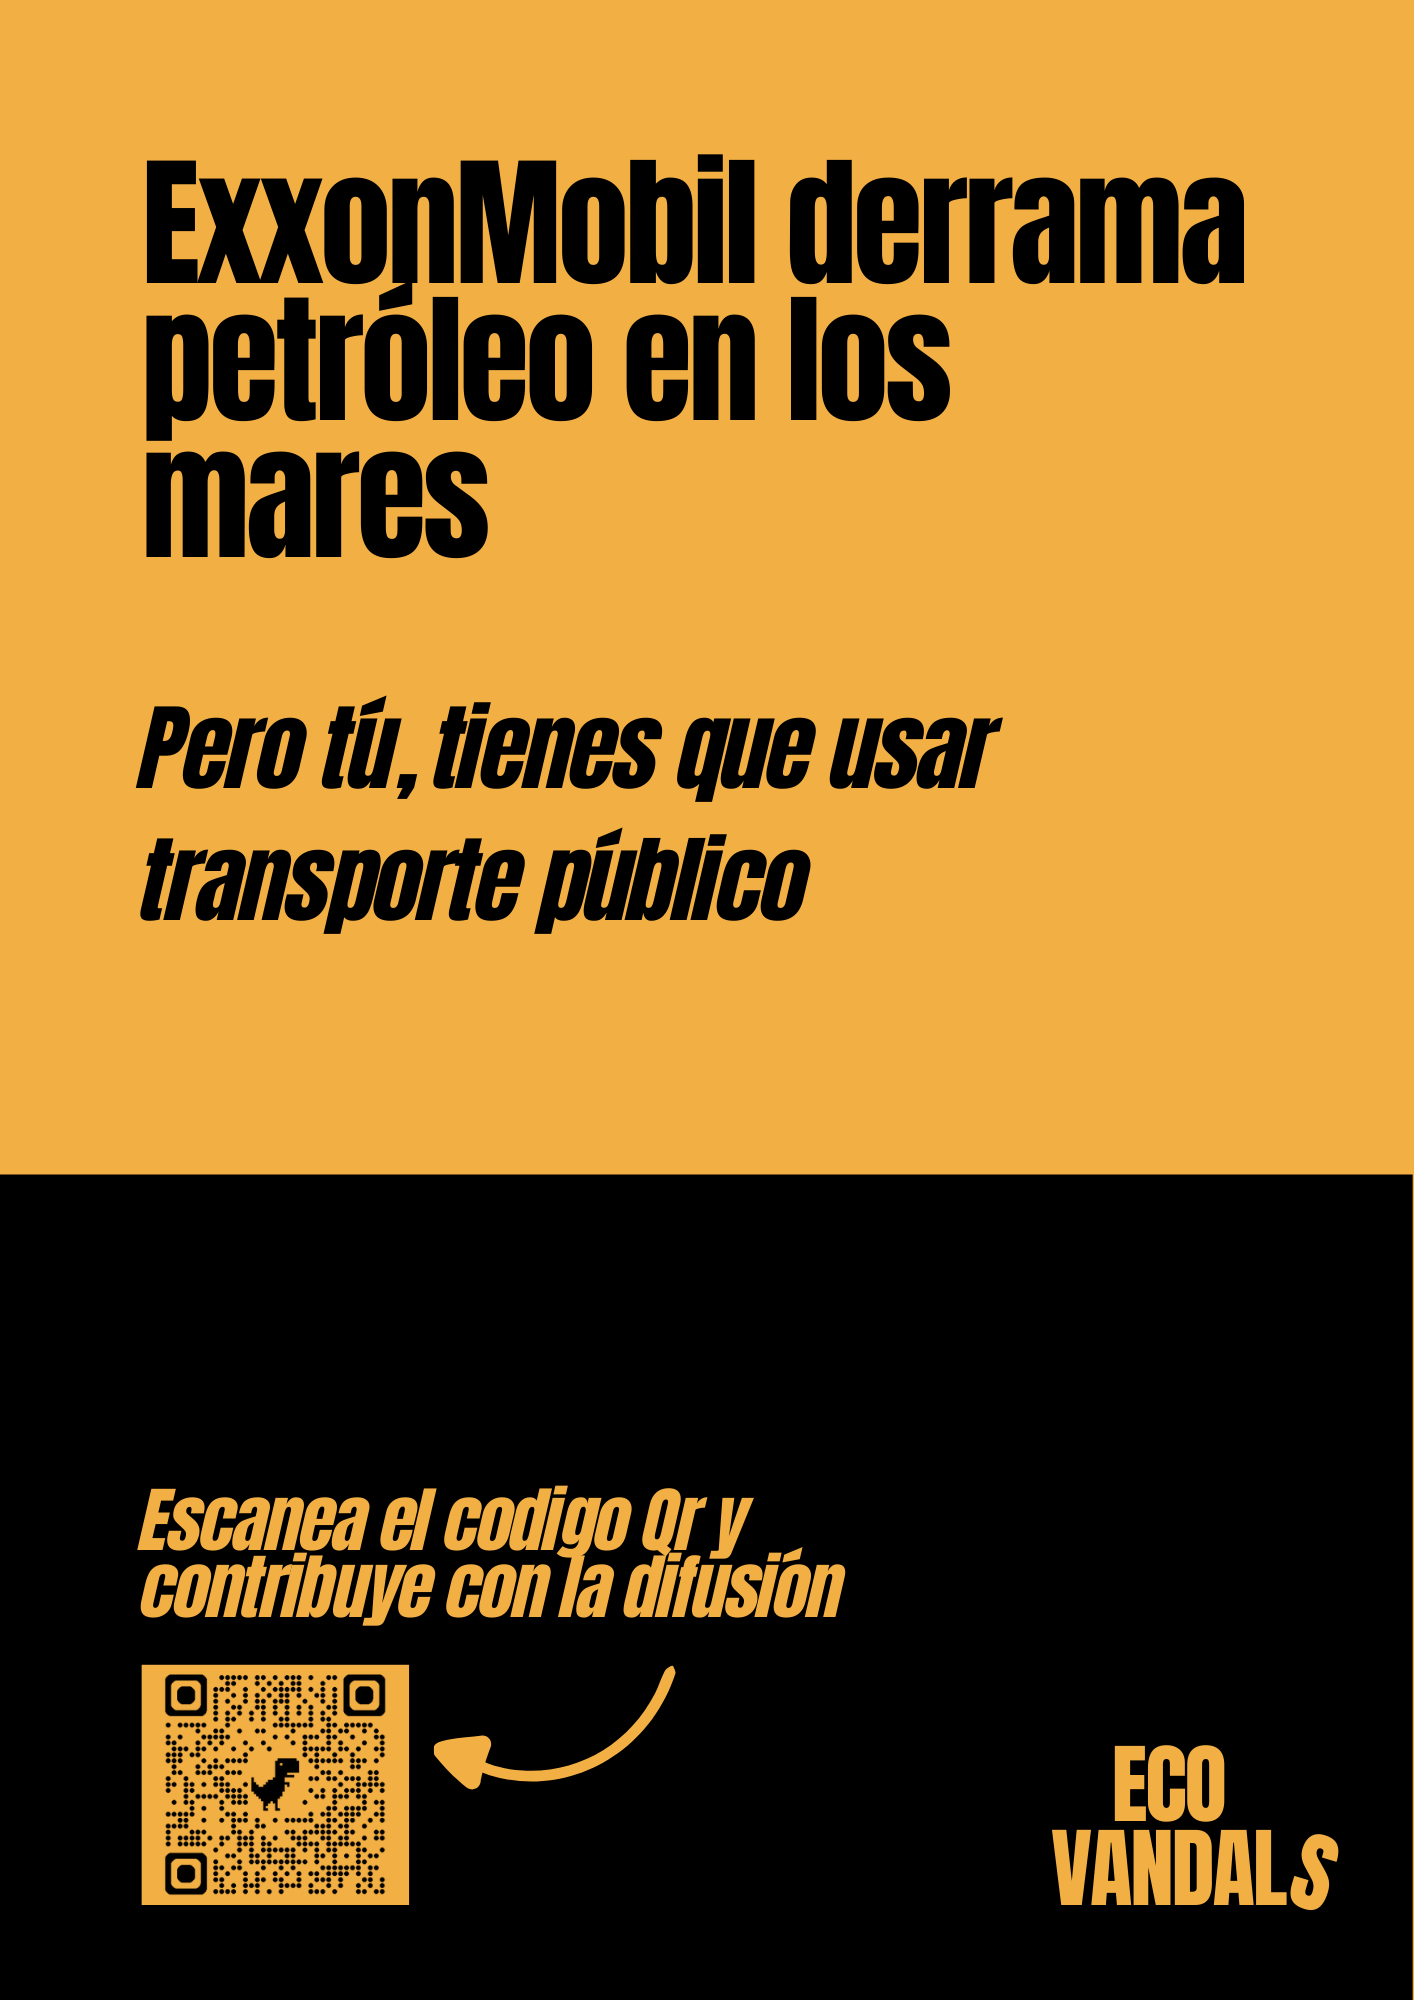 ExxonMobil derrama
petróleo en los
mares
Pero tú, tienes que usar
transporte público
Escanea el codigo Qr y
contribuye con la difusión
ECO
VANDALS